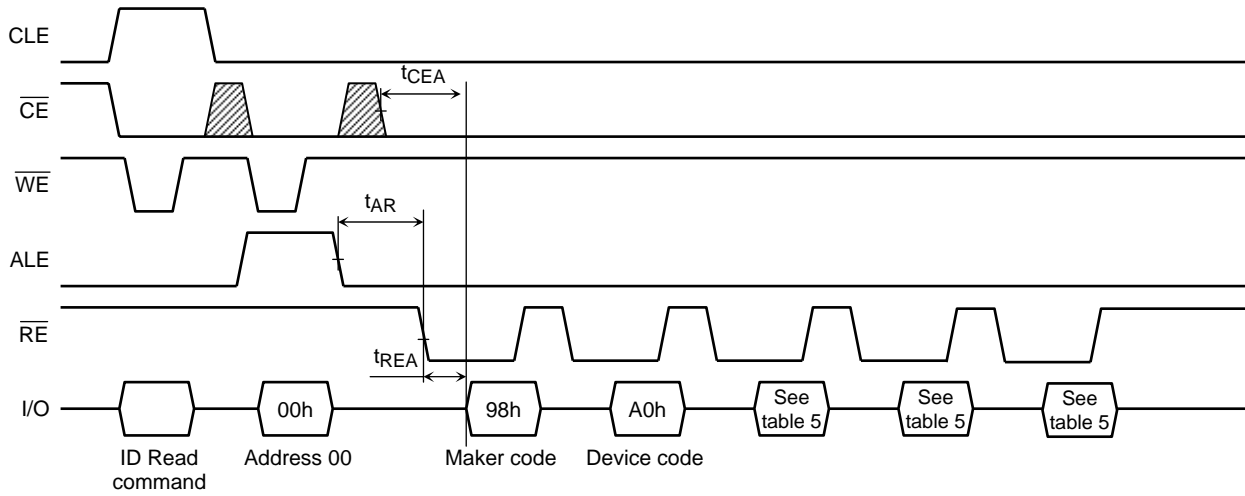 CLE
tCEA
CE
WE
tAR
ALE
RE
tREA
I/O
00h
98h
A0h
See
table 5
See
table 5
See
table 5
ID Read
command
Address 00
Maker code
Device code